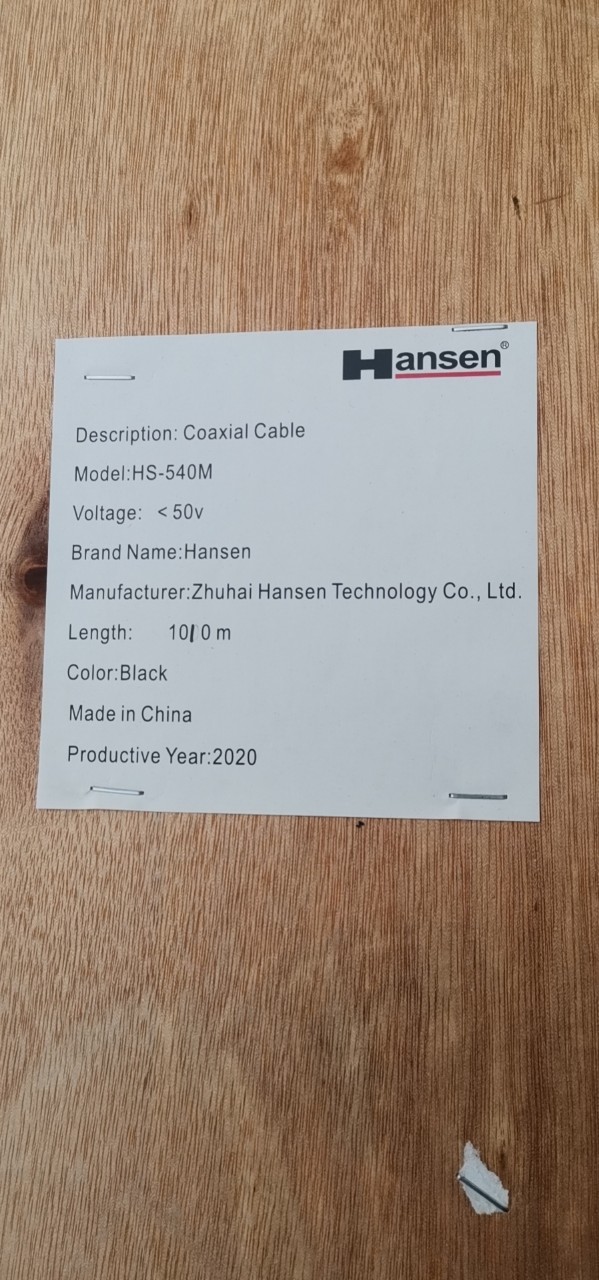 Hansen®
Description: Coaxial Cable
Model:HS-540M
Voltage: < 50v
Brand Name:Hansen
Manufacturer:Zhuhai Hansen Technology Co., Ltd.
Length: 1010 m
Color:Black
Made in China
Productive Year:2020